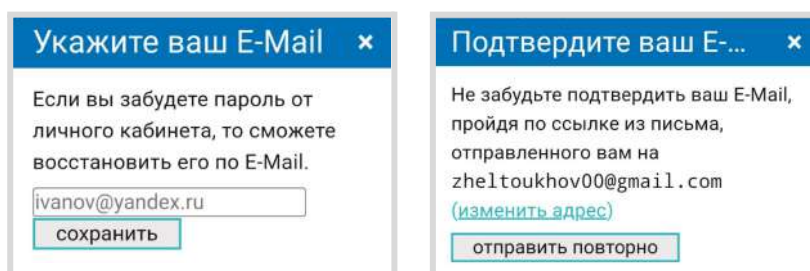 Укажите ваш E-Mail ×
Если вы забудете пароль от
личного кабинета, то сможете
восстановить его по E-Mail.
ivanov@yandex.ru
сохранить
Подтвердите ваш E-... ×
Не забудьте подтвердить ваш E-Mail,
пройдя по ссылке из письма,
отправленного вам на
zheltoukhov00@gmail.com
(изменить адрес)
отправить повторно